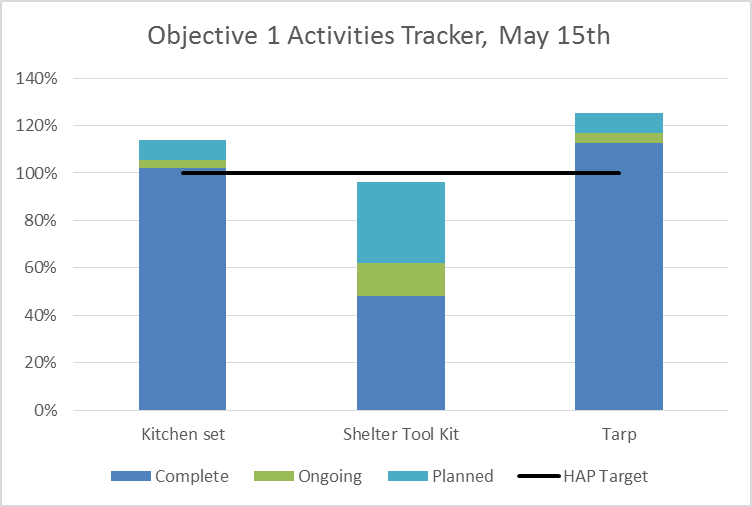 Objective 1 Activities Tracker, May 15th
140%
120%
100%
80%
60%
40%
20%
0%
Kitchen set Shelter Tool Kit Tarp
Complete Ongoing Planned HAP Target